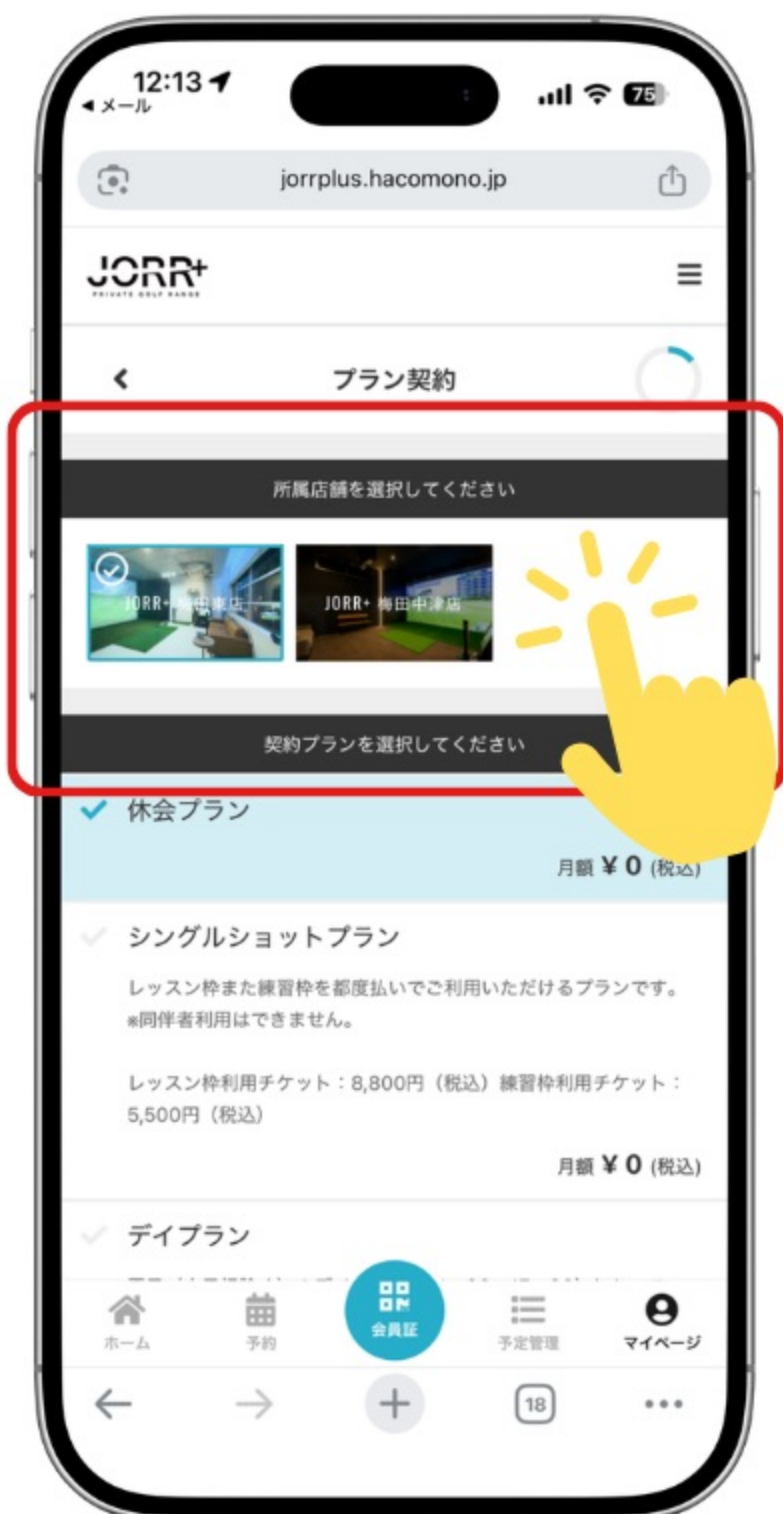 12:13
◀メール
75
jorrplus.hacomono.jp
JORR+
PRIVATE GOLF RANGE
プラン契約
所属店舗を選択してください
JORR+ 梅田東店
JORR+ 梅田中津店
契約プランを選択してください
休会プラン
月額 ¥ 0 (税込)
シングルショットプラン
レッスン枠また練習枠を都度払いでご利用いただけるプランです。
※同伴者利用はできません。
レッスン枠利用チケット：8,800円（税込）練習枠利用チケット：
5,500円（税込）
月額 ¥ 0 (税込)
デイプラン
ホーム
予約
会員証
予定管理
マイページ
18